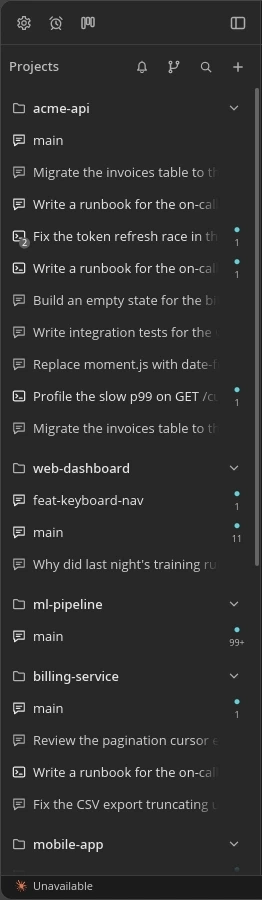 Projects
acme-api
main
Migrate the invoices table to th
Write a runbook for the on-call
2
Fix the token refresh race in th
1
Write a runbook for the on-call
1
Build an empty state for the bi
Write integration tests for the
Replace moment.js with date-f
Profile the slow p99 on GET /cu
1
Migrate the invoices table to th
web-dashboard
feat-keyboard-nav
1
main
11
Why did last night's training ru
ml-pipeline
main
99+
billing-service
main
1
Review the pagination cursor e
Write a runbook for the on-call
Fix the CSV export truncating u
mobile-app
Unavailable